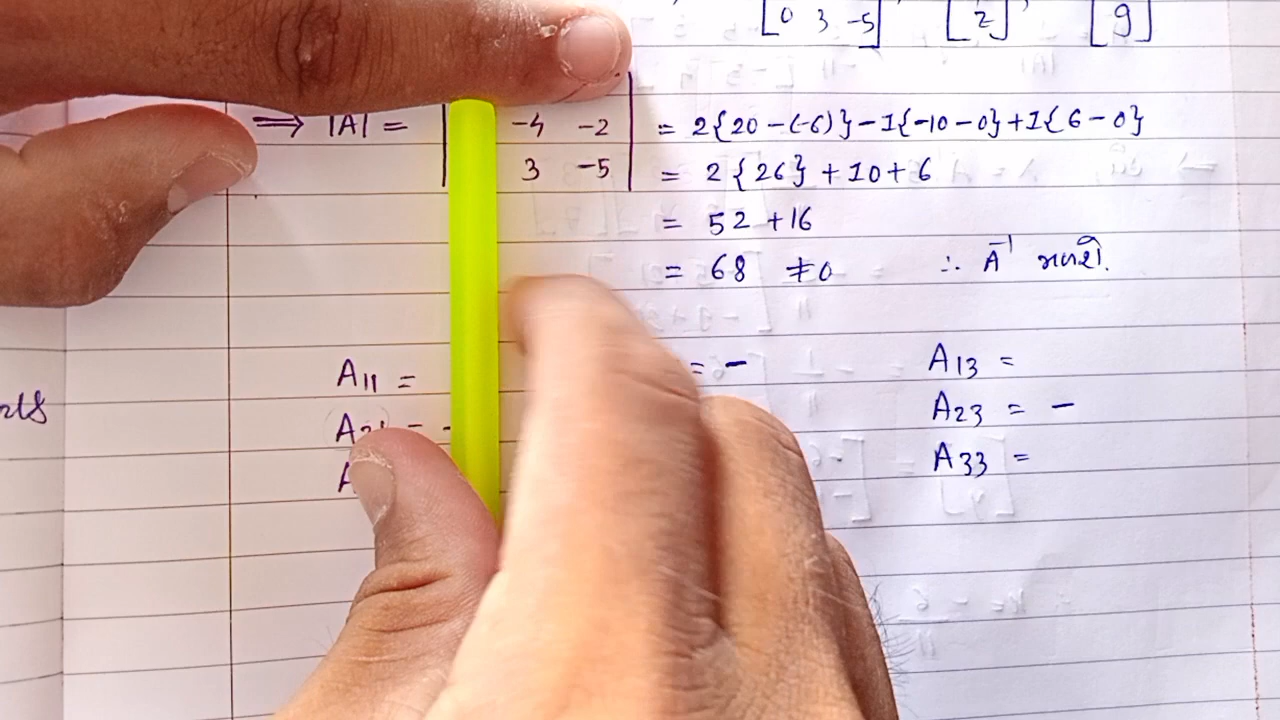 [0 3 -5] , [2] , [9]
⇒ |A| = | -4 -2 | = 2{20-(-6)}-1{-10-0}+1{6-0}
3 -5 | = 2{26}+10+6
= 52+16
= 68 ≠0 ∴ A⁻¹ મળશે.
A11 = = - A13 =
A21 = - A23 = -
A33 =